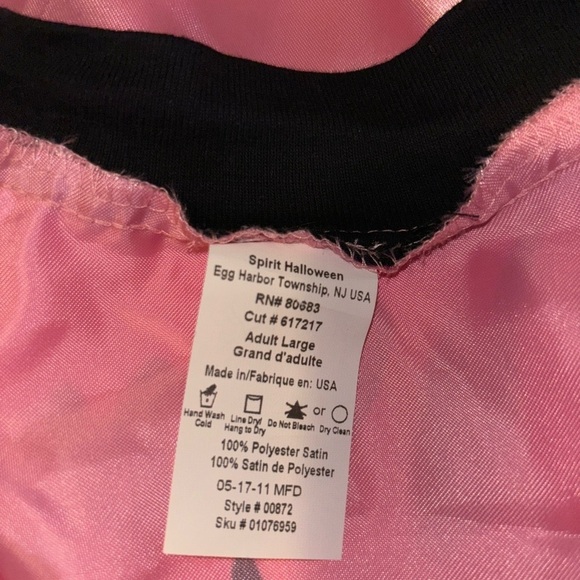 Spirit Halloween
Egg Harbor Township, NJ USA
RN# 80683
Cut # 617217
Adult Large
Grand d'adulte
Made in/Fabrique en: USA
or
Hand Wash Cold
Line Dry/ Hang to Dry
Do Not Bleach
Dry Clean
100% Polyester Satin
100% Satin de Polyester
05-17-11 MFD
Style # 00872
Sku # 01076959